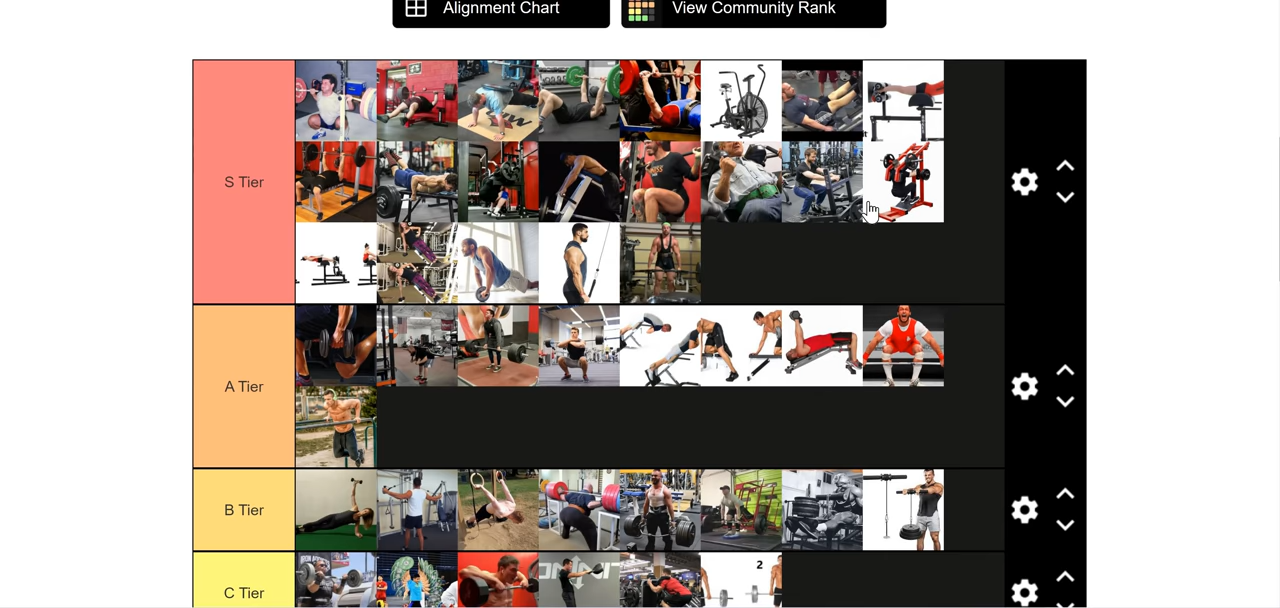 Alignment Chart
View Community Rank
S Tier
A Tier
B Tier
C Tier
2